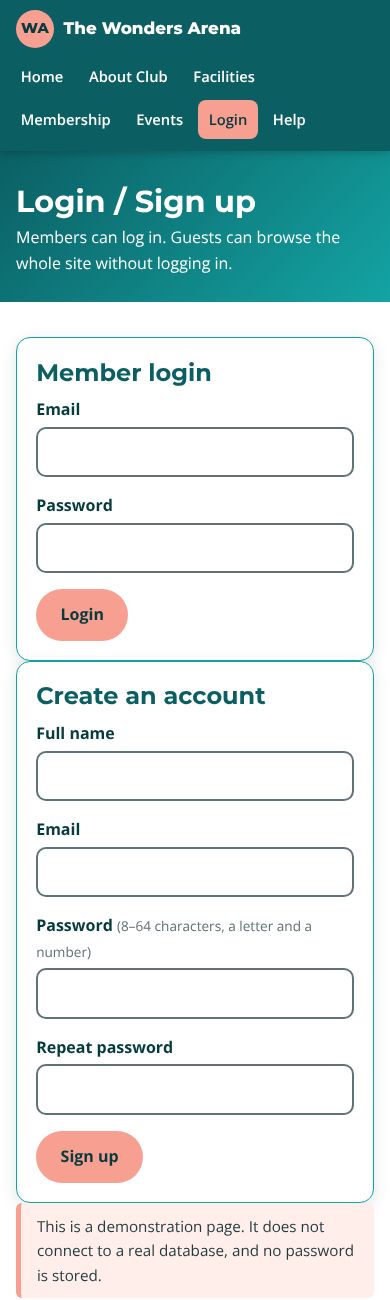 WA The Wonders Arena
Home About Club Facilities
Membership Events Login Help
Login / Sign up
Members can log in. Guests can browse the
whole site without logging in.
Member login
Email
Password
Login
Create an account
Full name
Email
Password (8–64 characters, a letter and a
number)
Repeat password
Sign up
This is a demonstration page. It does not
connect to a real database, and no password
is stored.